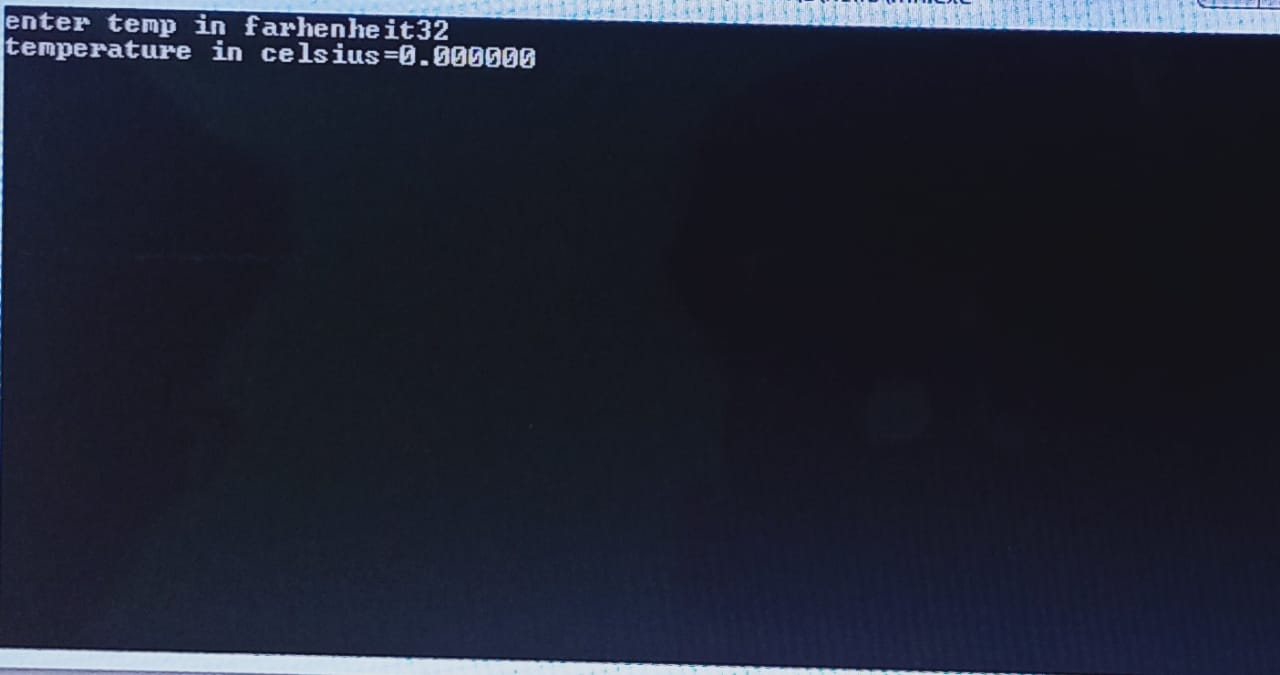 enter temp in farhenheit32
temperature in celsius=0.000000